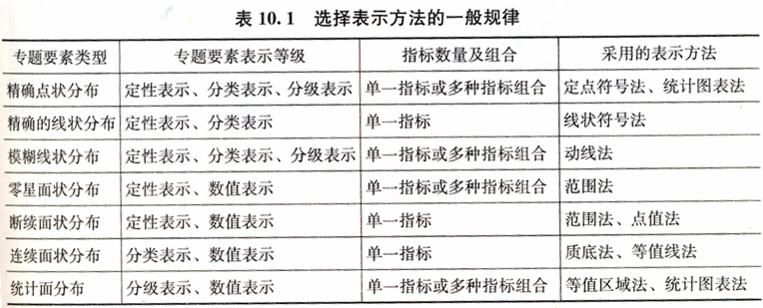 表 10.1 选择表示方法的一般规律
专题要素类型 专题要素表示等级 指标数量及组合 采用的表示方法
精确点状分布 定性表示、分类表示、分级表示 单一指标或多种指标组合 定点符号法、统计图表法
精确的线状分布 定性表示、分类表示 单一指标 线状符号法
模糊线状分布 定性表示、分类表示、分级表示 单一指标或多种指标组合 动线法
零星面状分布 定性表示、数值表示 单一指标或多种指标组合 范围法
断续面状分布 定性表示、数值表示 单一指标 范围法、点值法
连续面状分布 分类表示、数值表示 单一指标 质底法、等值线法
统计面分布 分级表示、数值表示 单一指标或多种指标组合 等值区域法、统计图表法